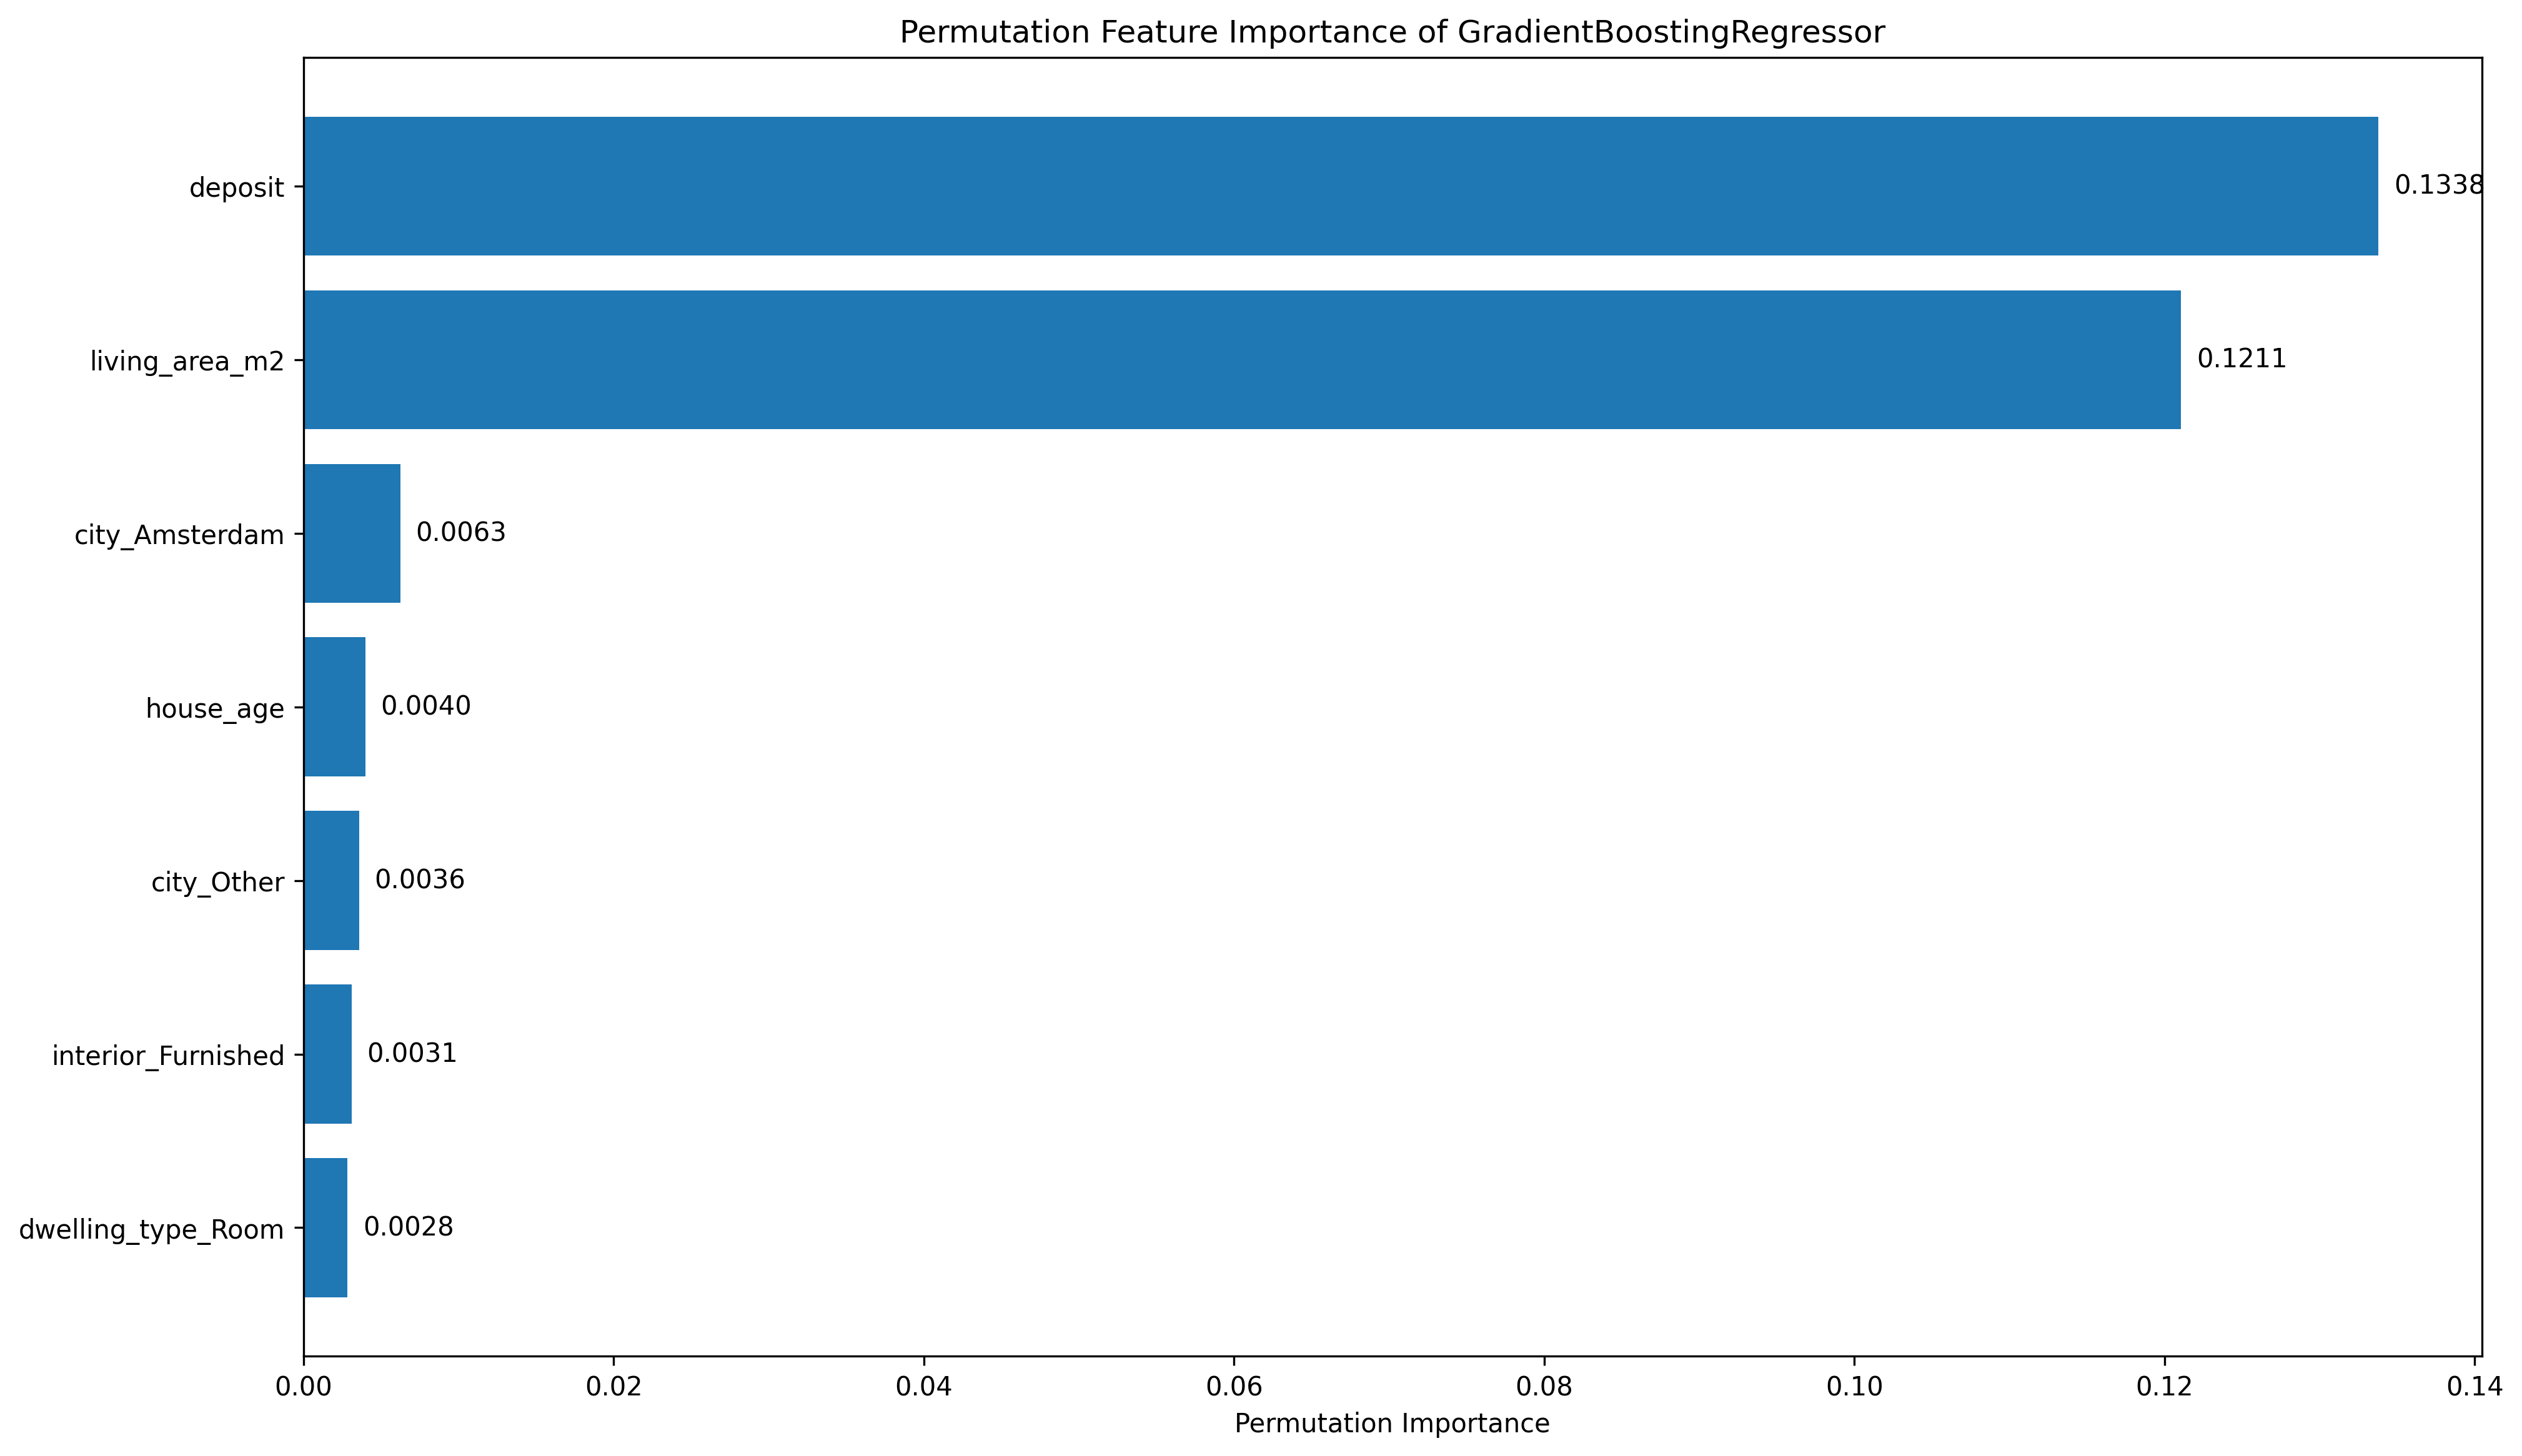 Permutation Feature Importance of GradientBoostingRegressor
deposit 0.1338
living_area_m2 0.1211
city_Amsterdam 0.0063
house_age 0.0040
city_Other 0.0036
interior_Furnished 0.0031
dwelling_type_Room 0.0028
0.00 0.02 0.04 0.06 0.08 0.10 0.12 0.14
Permutation Importance